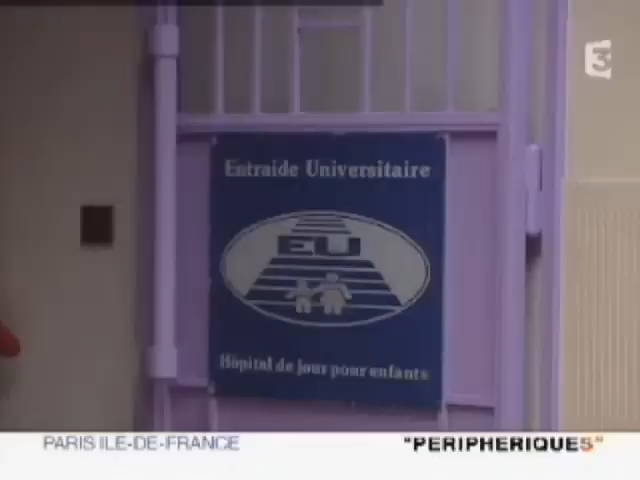 3
Entraide Universitaire
EU
Hôpital de jour pour enfants
PARIS ILE-DE-FRANCE
"PERIPHERIQUES"